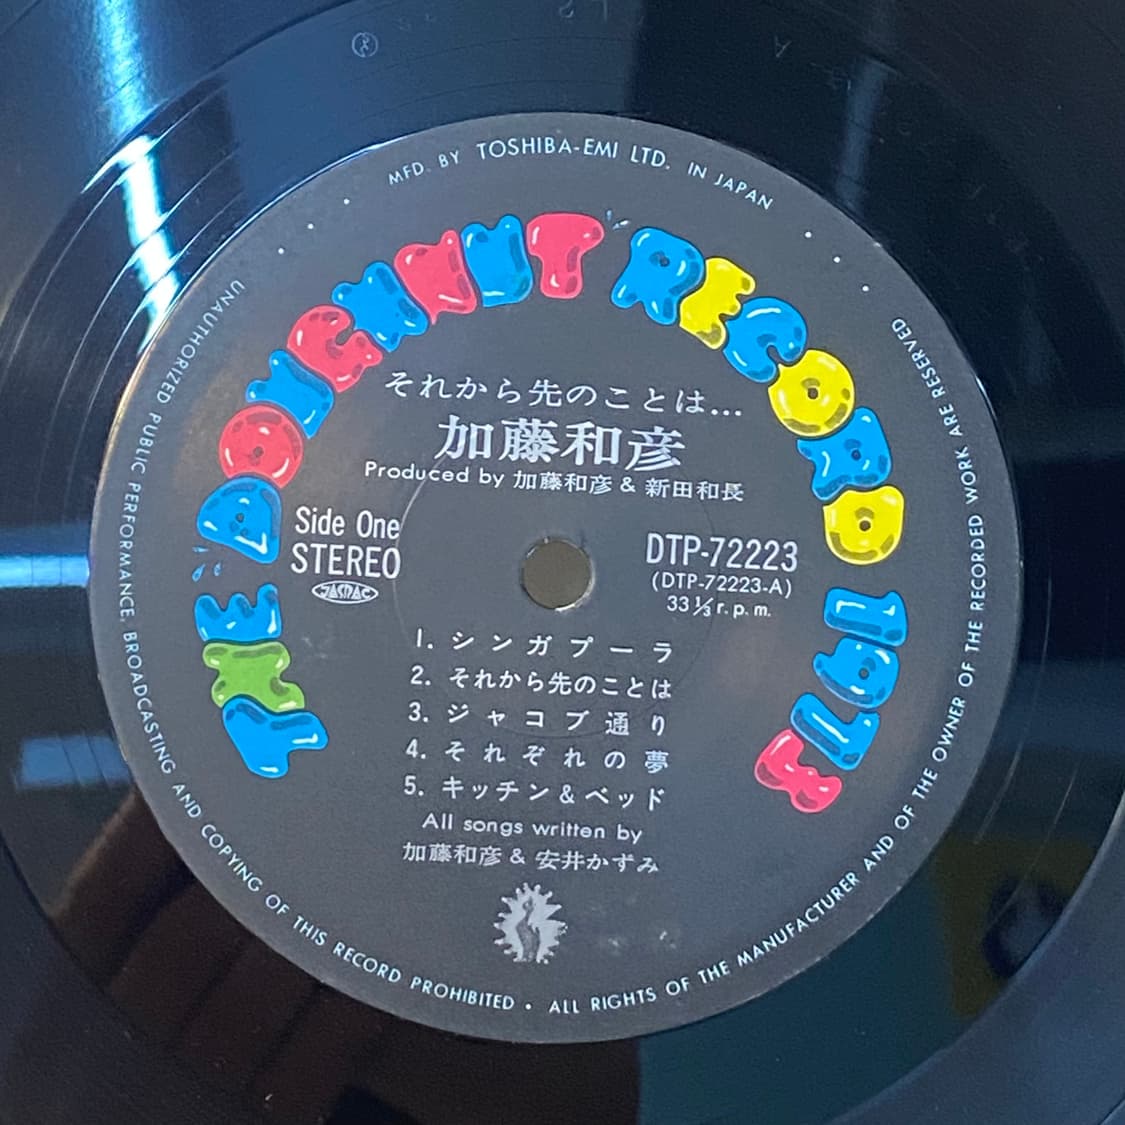 MFD. BY TOSHIBA-EMI LTD. IN JAPAN
THE DOUGHNUT RECORD 1972
それから先のことは…
加藤和彦
Produced by 加藤和彦 & 新田和長
Side One
STEREO
JASRAC
DTP-72223
(DTP-72223-A)
33⅓ r.p.m.
1. シンガプーラ
2. それから先のことは
3. ジャコブ通り
4. それぞれの夢
5. キッチン&ベッド
All songs written by
加藤和彦 & 安井かずみ
UNAUTHORIZED PUBLIC PERFORMANCE, BROADCASTING AND COPYING OF THIS RECORD PROHIBITED • ALL RIGHTS OF THE MANUFACTURER AND OF THE OWNER OF THE RECORDED WORK ARE RESERVED